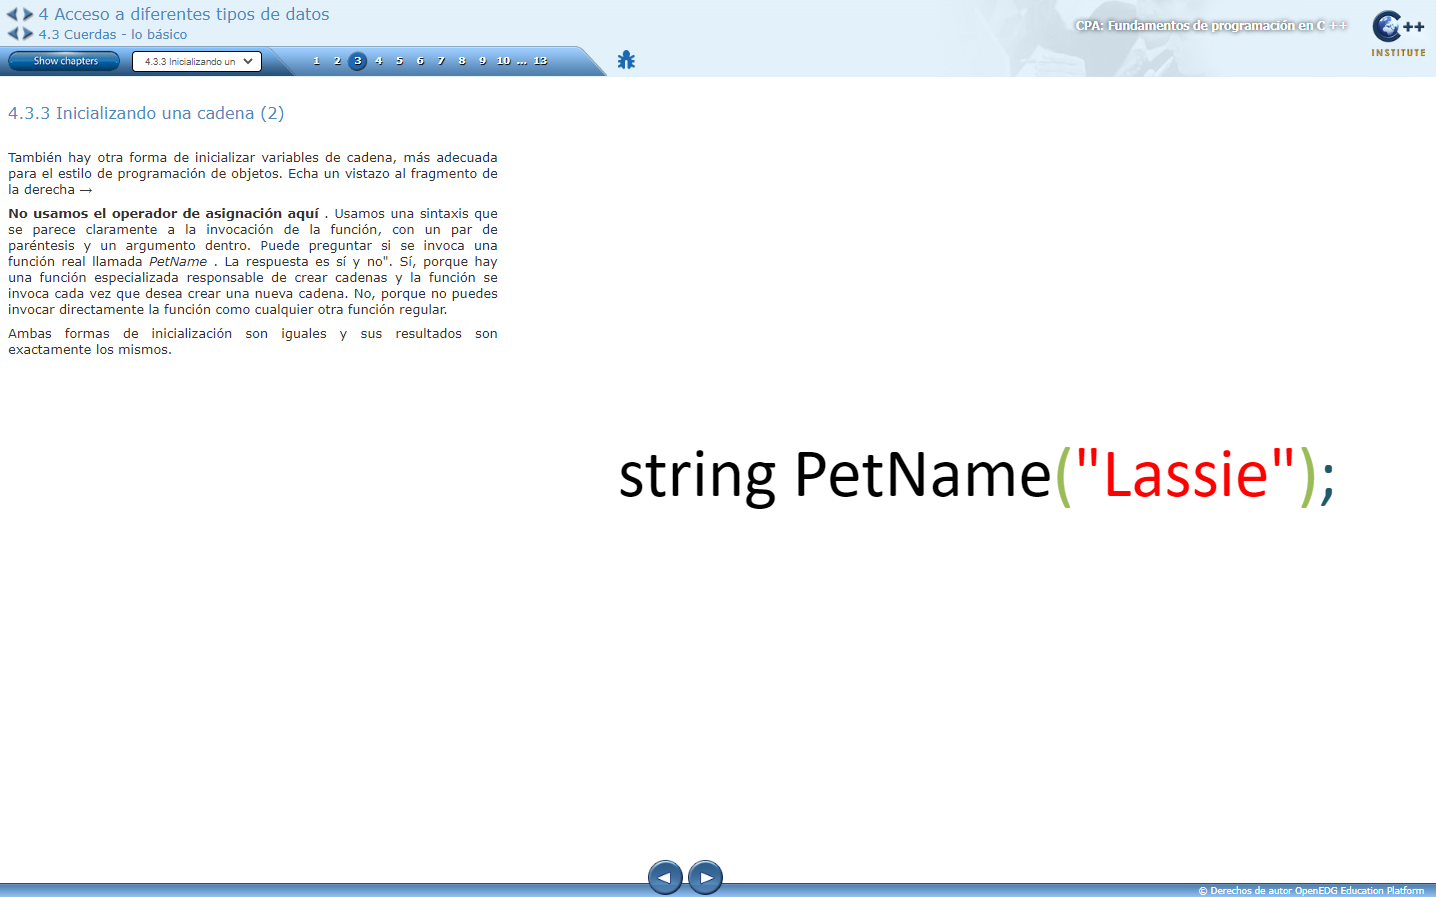 4 Acceso a diferentes tipos de datos
4.3 Cuerdas - lo básico
CPA: Fundamentos de programación en C ++
C++
INSTITUTE
Show chapters
4.3.3 Inicializando un
1 2 3 4 5 6 7 8 9 10 ... 13
4.3.3 Inicializando una cadena (2)
También hay otra forma de inicializar variables de cadena, más adecuada
para el estilo de programación de objetos. Echa un vistazo al fragmento de
la derecha →
No usamos el operador de asignación aquí . Usamos una sintaxis que
se parece claramente a la invocación de la función, con un par de
paréntesis y un argumento dentro. Puede preguntar si se invoca una
función real llamada PetName . La respuesta es sí y no". Sí, porque hay
una función especializada responsable de crear cadenas y la función se
invoca cada vez que desea crear una nueva cadena. No, porque no puedes
invocar directamente la función como cualquier otra función regular.
Ambas formas de inicialización son iguales y sus resultados son
exactamente los mismos.
string PetName("Lassie");
© Derechos de autor OpenEDG Education Platform